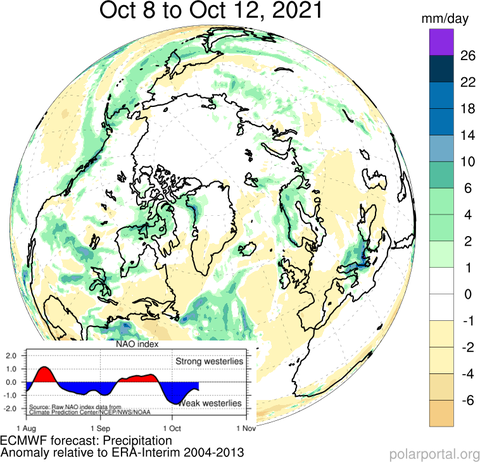 Oct 8 to Oct 12, 2021
mm/day
26
22
18
14
10
6
4
2
1
0
-1
-2
-4
-6
NAO index
2.0
1.0
0.0
-1.0
-2.0
Strong westerlies
Weak westerlies
Source: Raw NAO index data from
Climate Prediction Center/NCEP/NWS/NOAA
1 Aug
1 Sep
1 Oct
1 Nov
ECMWF forecast: Precipitation
Anomaly relative to ERA-Interim 2004-2013
polarportal.org